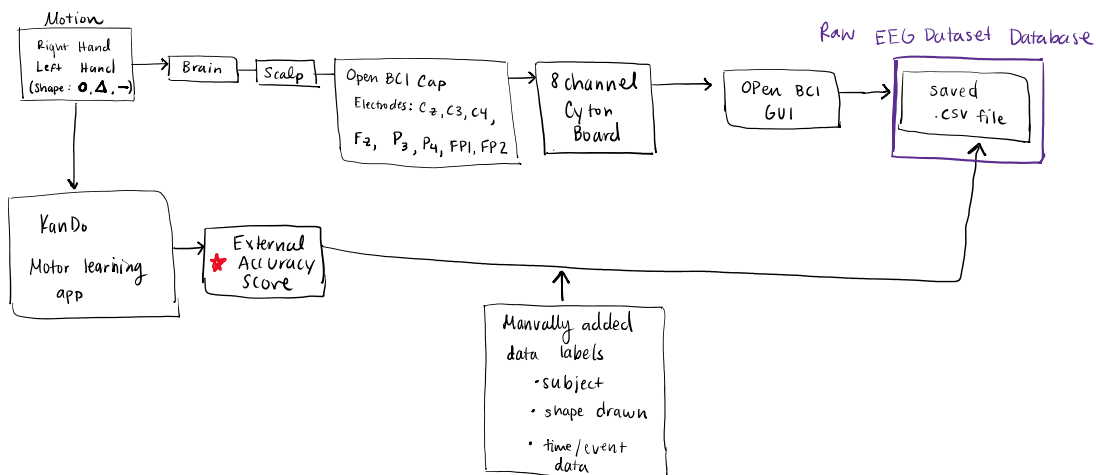 Motion
Right Hand
Left Hand
(Shape: O, Δ, −)
Brain
Scalp
Open BCI Cap
Electrodes: Cz, C3, C4,
Fz, P3, P4, FP1, FP2
8 channel
Cyton
Board
OPen BCI
GUI
Raw EEG Dataset Database
saved
.csv file
KanDo
Motor learning
app
External
Accuracy
Score
Manually added
data labels
• subject
• shape drawn
• time/event
data